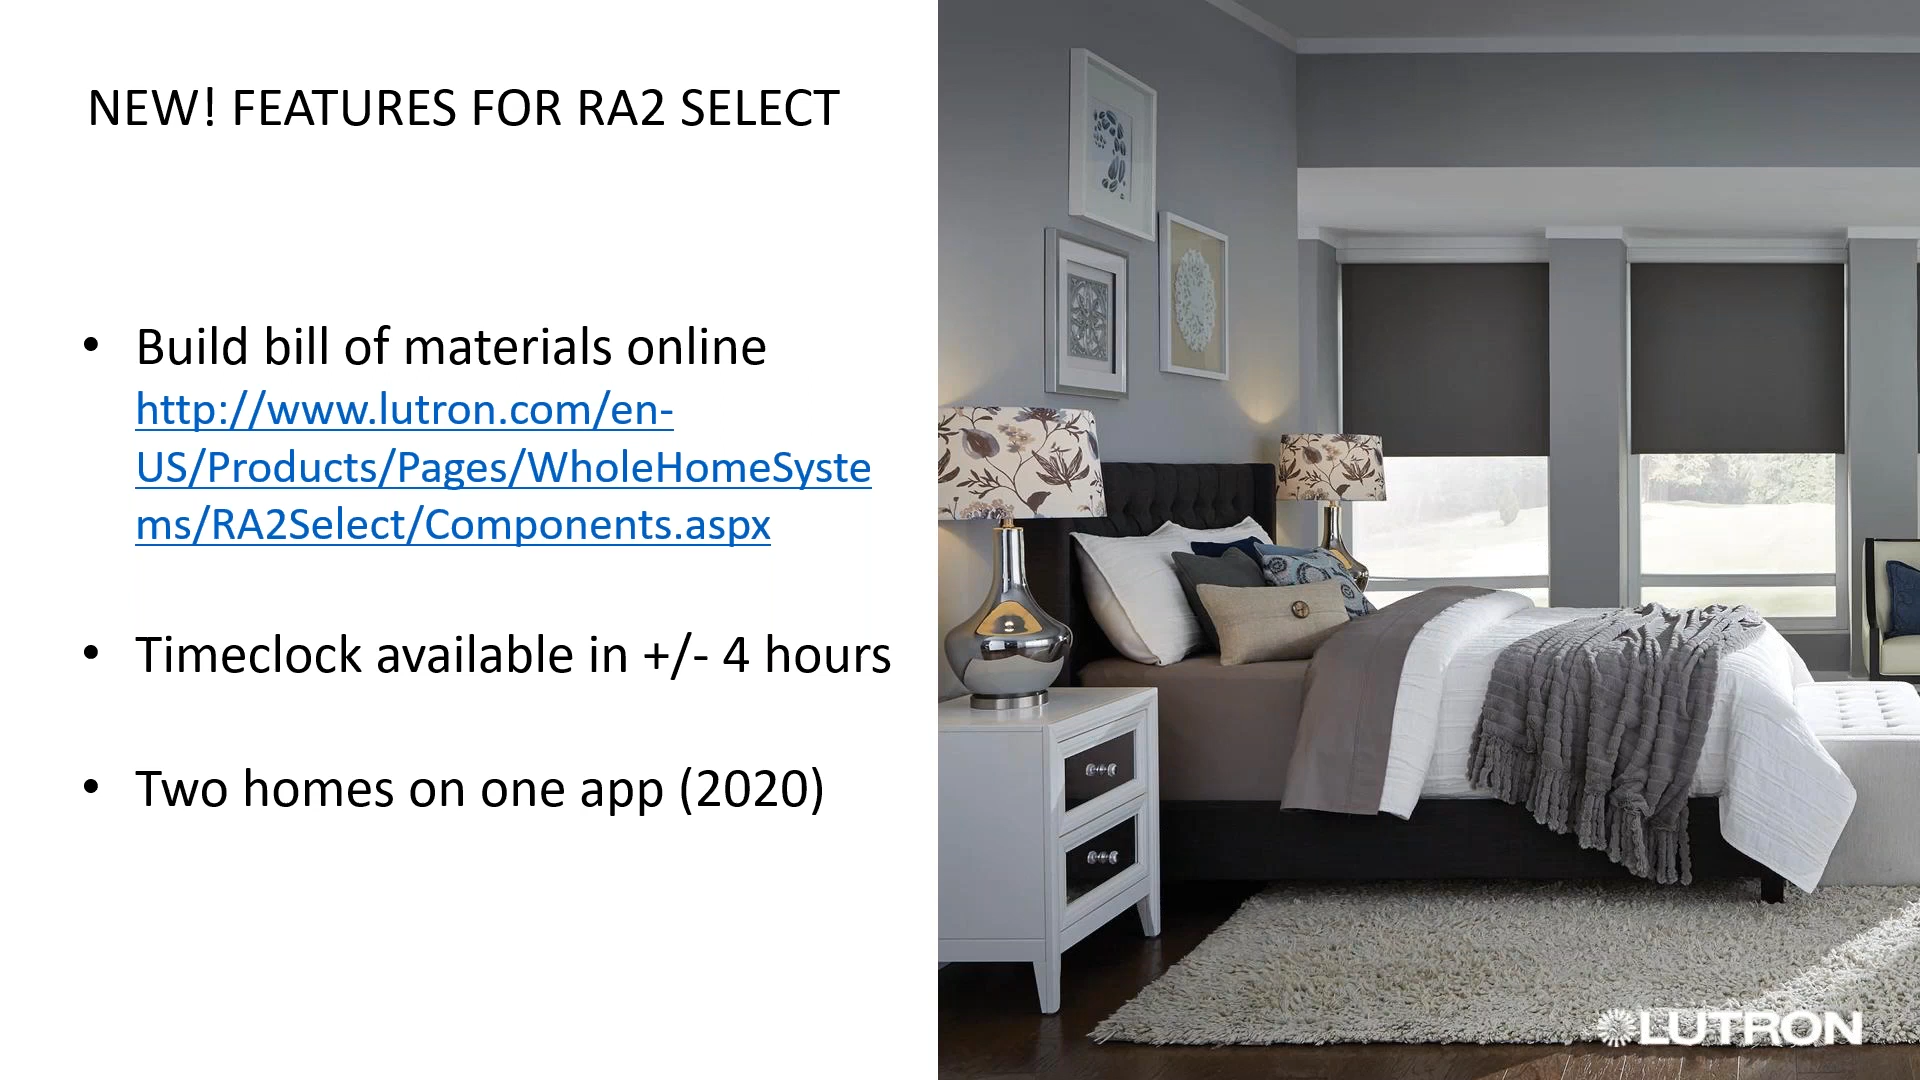 NEW! FEATURES FOR RA2 SELECT
• Build bill of materials online
http://www.lutron.com/en-
US/Products/Pages/WholeHomeSyste
ms/RA2Select/Components.aspx
• Timeclock available in +/- 4 hours
• Two homes on one app (2020)
LUTRON